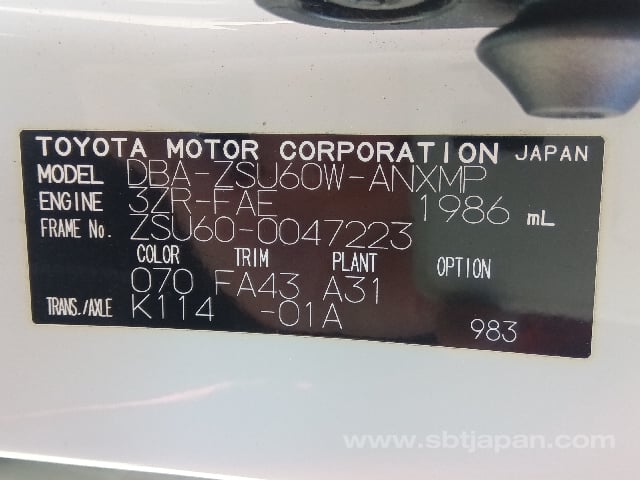 TOYOTA MOTOR CORPORATION JAPAN
MODEL DBA-ZSU60W-ANXMP
ENGINE 3ZR-FAE 1986 mL
FRAME No. ZSU60-0047223
COLOR TRIM PLANT OPTION
070 FA43 A31
TRANS./AXLE K114 -01A
983
www.sbtjapan.com